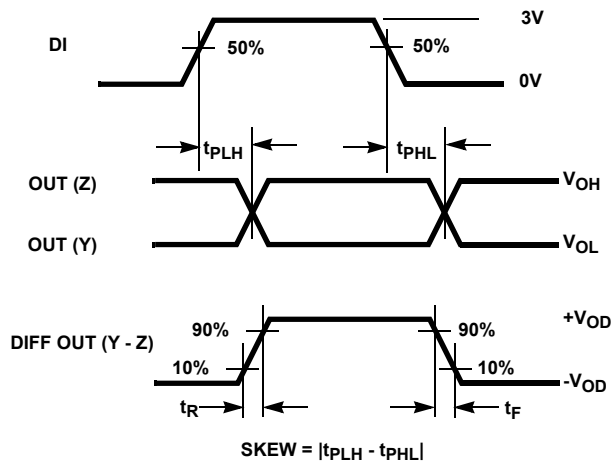 3V
DI
50%
50%
0V
tPLH
tPHL
OUT (Z)
VOH
OUT (Y)
VOL
+VOD
90%
90%
DIFF OUT (Y - Z)
10%
10%
-VOD
tR
tF
SKEW = |tPLH - tPHL|